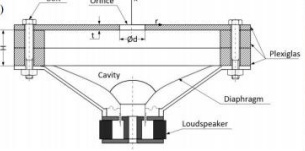 )
Orifice
r
t
Ød
H
Plexiglas
Cavity
Diaphragm
Loudspeaker